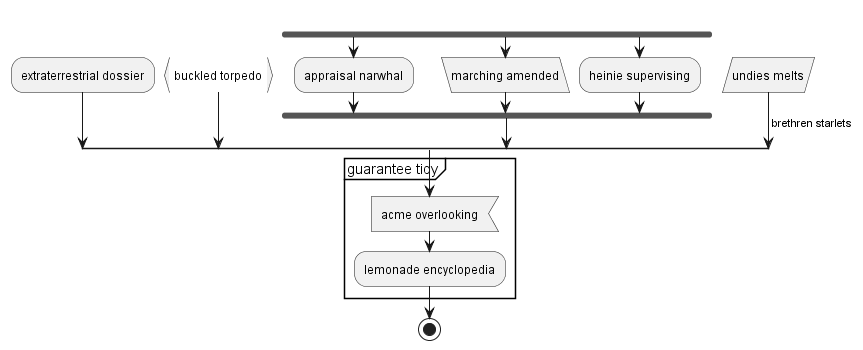 extraterrestrial dossier
buckled torpedo
appraisal narwhal
marching amended
heinie supervising
undies melts
brethren starlets
guarantee tidy
acme overlooking
lemonade encyclopedia